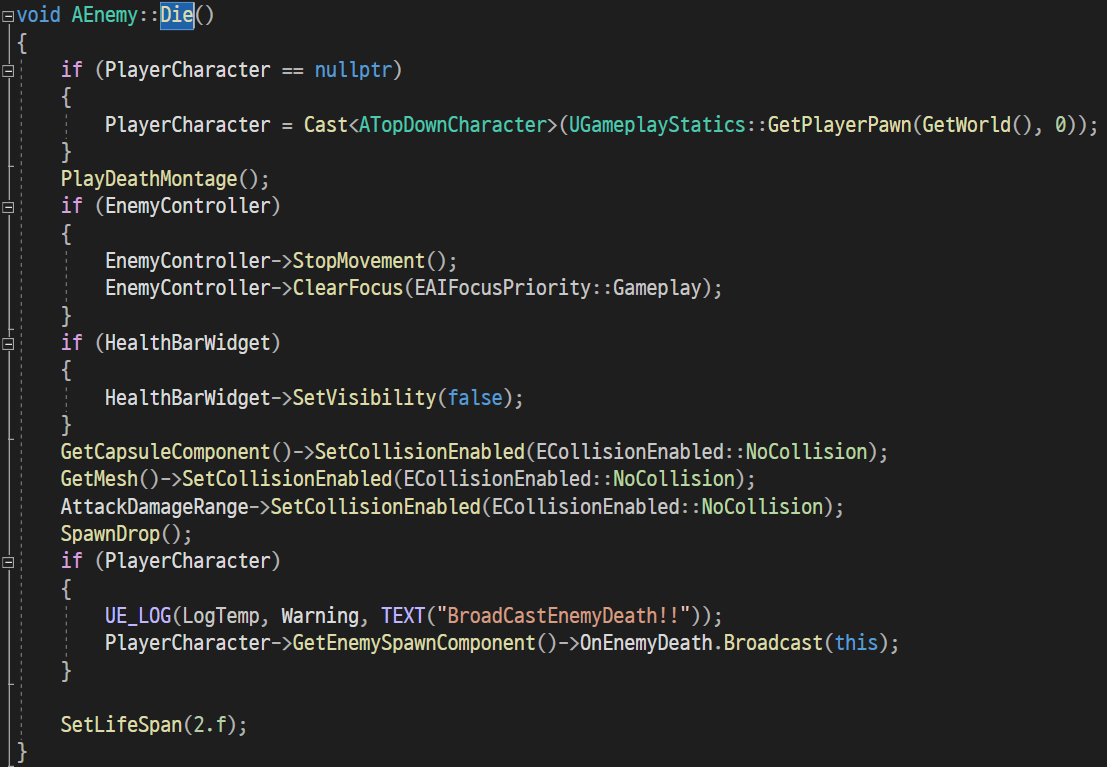 void AEnemy::Die()
{
    if (PlayerCharacter == nullptr)
    {
        PlayerCharacter = Cast<ATopDownCharacter>(UGameplayStatics::GetPlayerPawn(GetWorld(), 0));
    }
    PlayDeathMontage();
    if (EnemyController)
    {
        EnemyController->StopMovement();
        EnemyController->ClearFocus(EAIFocusPriority::Gameplay);
    }
    if (HealthBarWidget)
    {
        HealthBarWidget->SetVisibility(false);
    }
    GetCapsuleComponent()->SetCollisionEnabled(ECollisionEnabled::NoCollision);
    GetMesh()->SetCollisionEnabled(ECollisionEnabled::NoCollision);
    AttackDamageRange->SetCollisionEnabled(ECollisionEnabled::NoCollision);
    SpawnDrop();
    if (PlayerCharacter)
    {
        UE_LOG(LogTemp, Warning, TEXT("BroadCastEnemyDeath!!"));
        PlayerCharacter->GetEnemySpawnComponent()->OnEnemyDeath.Broadcast(this);
    }

    SetLifeSpan(2.f);
}